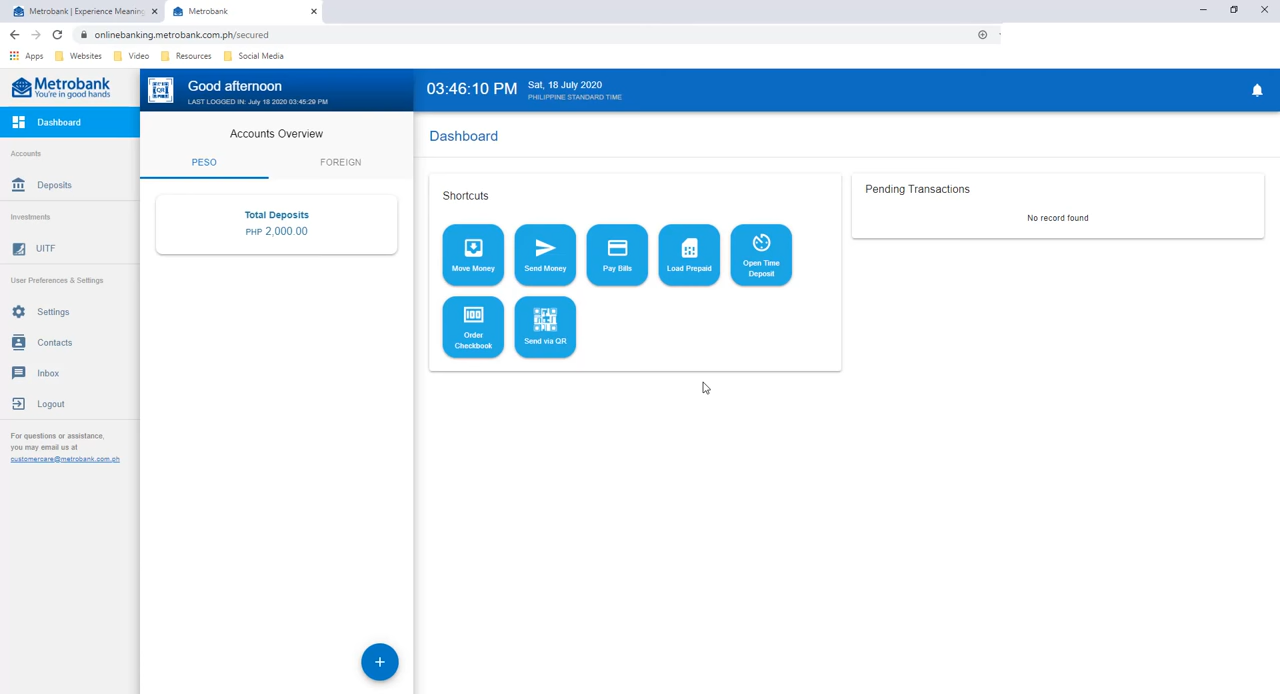 Metrobank | Experience Meaning
Metrobank
onlinebanking.metrobank.com.ph/secured
Apps
Websites
Video
Resources
Social Media
Metrobank
You're in good hands
Dashboard
Accounts
Deposits
Investments
UITF
User Preferences & Settings
Settings
Contacts
Inbox
Logout
For questions or assistance,
you may email us at
customercare@metrobank.com.ph
QR
Good afternoon
LAST LOGGED IN: July 18 2020 03:45:29 PM
Accounts Overview
PESO
FOREIGN
Total Deposits
PHP 2,000.00
03:46:10 PM
Sat, 18 July 2020
PHILIPPINE STANDARD TIME
Dashboard
Shortcuts
Move Money
Send Money
Pay Bills
Load Prepaid
Open Time
Deposit
100
Order
Checkbook
Send via QR
Pending Transactions
No record found